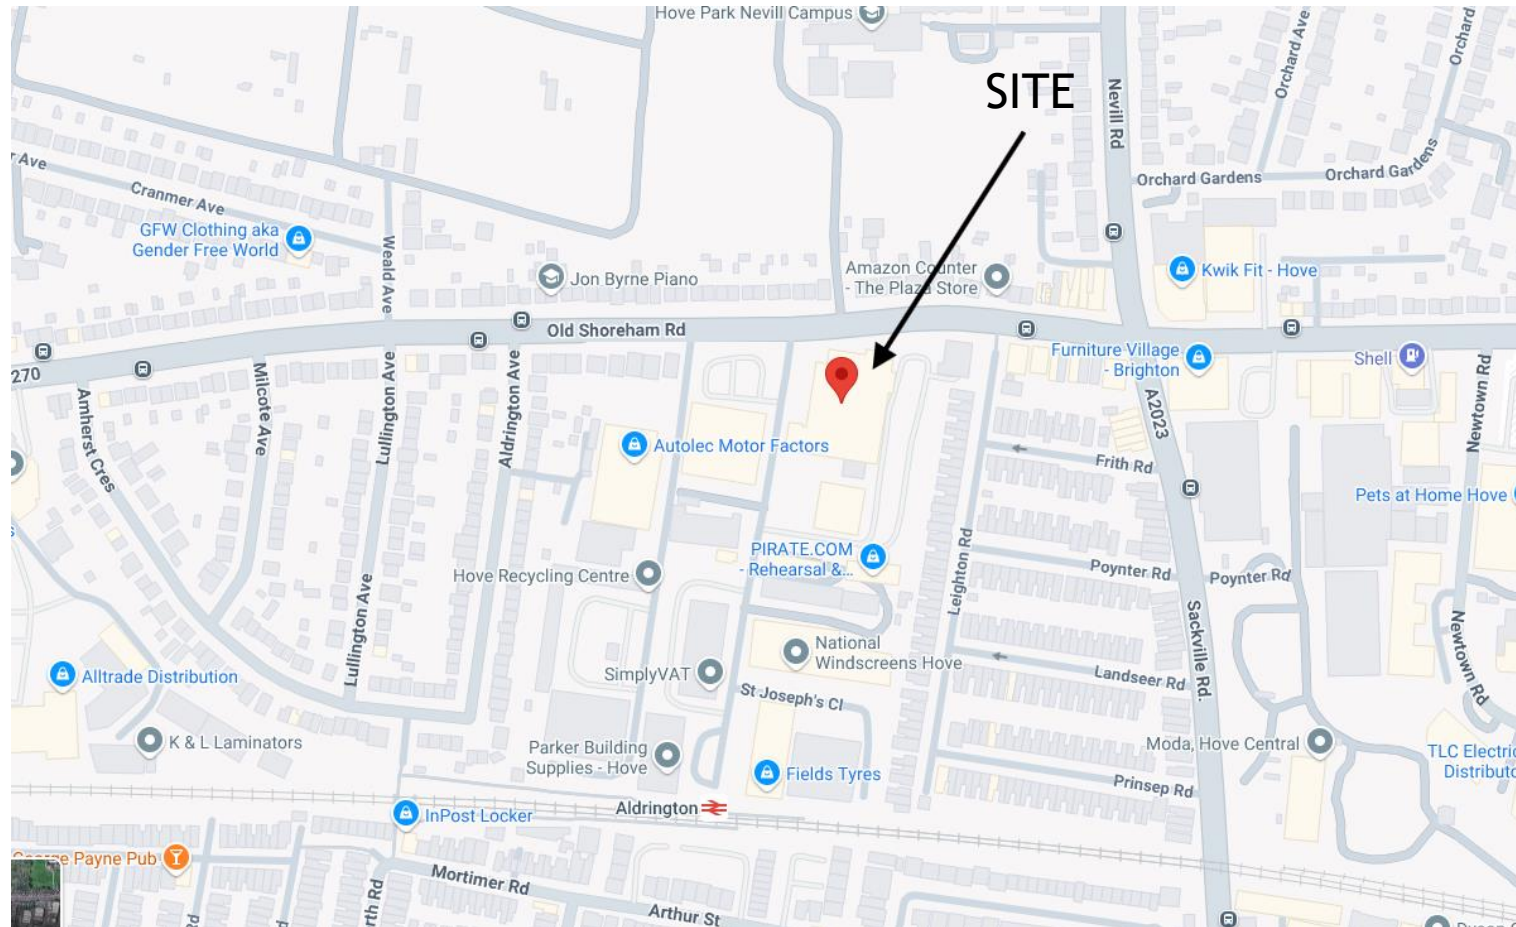 Hove Park Nevill Campus
SITE
Nevill Rd
Orchard Ave
Orchard
Orchard Gardens
Orchard Gardens
r Ave
Cranmer Ave
GFW Clothing aka
Gender Free World
Weald Ave
Jon Byrne Piano
Amazon Counter
- The Plaza Store
Kwik Fit - Hove
Old Shoreham Rd
270
Furniture Village
- Brighton
Shell
Newtown Rd
Amherst Cres
Milcote Ave
Lullington Ave
Aldrington Ave
A2023
Autolec Motor Factors
Frith Rd
Pets at Home Hove
PIRATE.COM
- Rehearsal &...
Hove Recycling Centre
Leighton Rd
Poynter Rd
Poynter Rd
Lullington Ave
Sackville Rd.
Newtown Rd
National
Windscreens Hove
SimplyVAT
Landseer Rd
Alltrade Distribution
St Joseph's Cl
K & L Laminators
Parker Building
Supplies - Hove
Moda, Hove Central
TLC Electric
Distributo
Fields Tyres
Prinsep Rd
Aldrington
InPost Locker
Payne Pub
Mortimer Rd
rth Rd
Rd
Arthur St